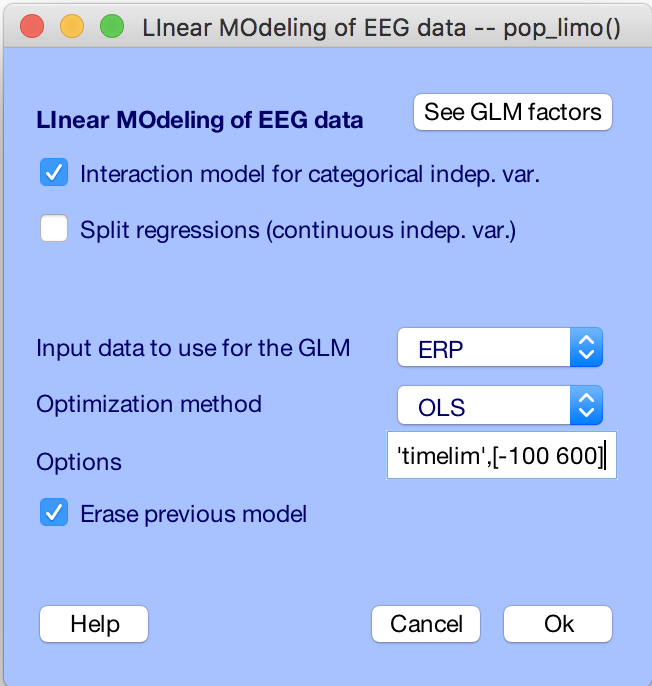 LInear MOdeling of EEG data -- pop_limo()
LInear MOdeling of EEG data
See GLM factors
Interaction model for categorical indep. var.
Split regressions (continuous indep. var.)
Input data to use for the GLM
ERP
Optimization method
OLS
Options
'timelim',[-100 600]
Erase previous model
Help
Cancel
Ok